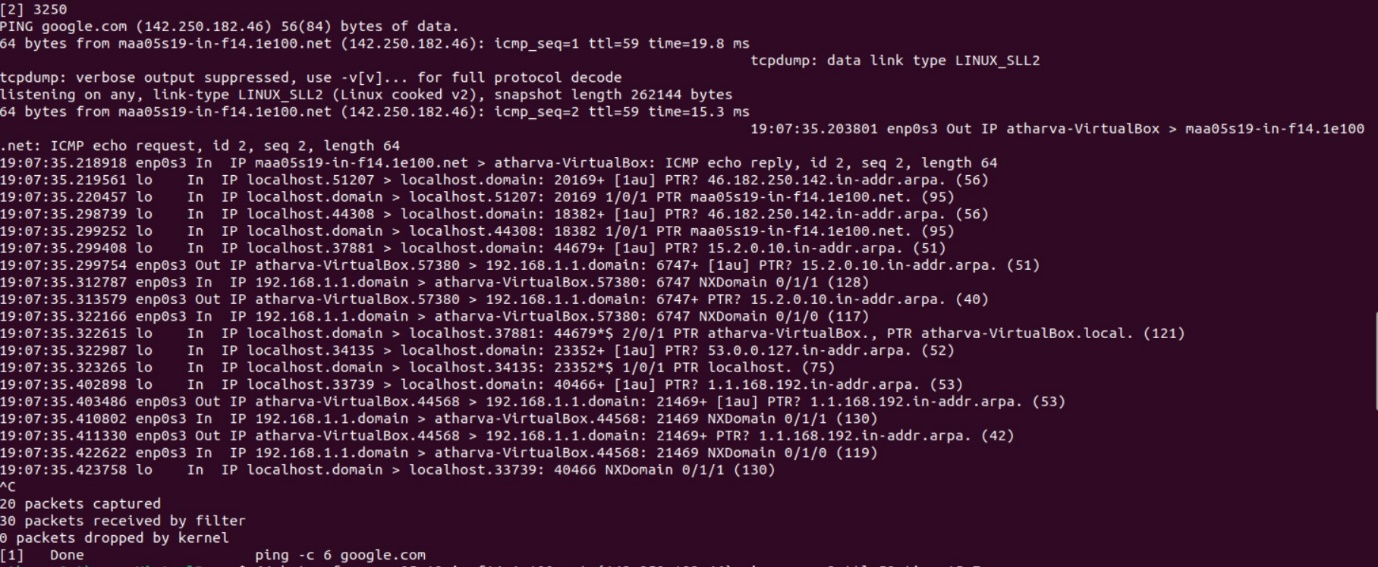 [2] 3250
PING google.com (142.250.182.46) 56(84) bytes of data.
64 bytes from maa05s19-in-f14.1e100.net (142.250.182.46): icmp_seq=1 ttl=59 time=19.8 ms
tcpdump: data link type LINUX_SLL2
tcpdump: verbose output suppressed, use -v[v]... for full protocol decode
listening on any, link-type LINUX_SLL2 (Linux cooked v2), snapshot length 262144 bytes
64 bytes from maa05s19-in-f14.1e100.net (142.250.182.46): icmp_seq=2 ttl=59 time=15.3 ms
19:07:35.203801 enp0s3 Out IP atharva-VirtualBox > maa05s19-in-f14.1e100
.net: ICMP echo request, id 2, seq 2, length 64
19:07:35.218918 enp0s3 In  IP maa05s19-in-f14.1e100.net > atharva-VirtualBox: ICMP echo reply, id 2, seq 2, length 64
19:07:35.219561 lo    In  IP localhost.51207 > localhost.domain: 20169+ [1au] PTR? 46.182.250.142.in-addr.arpa. (56)
19:07:35.220457 lo    In  IP localhost.domain > localhost.51207: 20169 1/0/1 PTR maa05s19-in-f14.1e100.net. (95)
19:07:35.298739 lo    In  IP localhost.44308 > localhost.domain: 18382+ [1au] PTR? 46.182.250.142.in-addr.arpa. (56)
19:07:35.299252 lo    In  IP localhost.domain > localhost.44308: 18382 1/0/1 PTR maa05s19-in-f14.1e100.net. (95)
19:07:35.299408 lo    In  IP localhost.37881 > localhost.domain: 44679+ [1au] PTR? 15.2.0.10.in-addr.arpa. (51)
19:07:35.299754 enp0s3 Out IP atharva-VirtualBox.57380 > 192.168.1.1.domain: 6747+ [1au] PTR? 15.2.0.10.in-addr.arpa. (51)
19:07:35.312787 enp0s3 In  IP 192.168.1.1.domain > atharva-VirtualBox.57380: 6747 NXDomain 0/1/1 (128)
19:07:35.313579 enp0s3 Out IP atharva-VirtualBox.57380 > 192.168.1.1.domain: 6747+ PTR? 15.2.0.10.in-addr.arpa. (40)
19:07:35.322166 enp0s3 In  IP 192.168.1.1.domain > atharva-VirtualBox.57380: 6747 NXDomain 0/1/0 (117)
19:07:35.322615 lo    In  IP localhost.domain > localhost.37881: 44679*$ 2/0/1 PTR atharva-VirtualBox., PTR atharva-VirtualBox.local. (121)
19:07:35.322987 lo    In  IP localhost.34135 > localhost.domain: 23352+ [1au] PTR? 53.0.0.127.in-addr.arpa. (52)
19:07:35.323265 lo    In  IP localhost.domain > localhost.34135: 23352*$ 1/0/1 PTR localhost. (75)
19:07:35.402898 lo    In  IP localhost.33739 > localhost.domain: 40466+ [1au] PTR? 1.1.168.192.in-addr.arpa. (53)
19:07:35.403486 enp0s3 Out IP atharva-VirtualBox.44568 > 192.168.1.1.domain: 21469+ [1au] PTR? 1.1.168.192.in-addr.arpa. (53)
19:07:35.410802 enp0s3 In  IP 192.168.1.1.domain > atharva-VirtualBox.44568: 21469 NXDomain 0/1/1 (130)
19:07:35.411330 enp0s3 Out IP atharva-VirtualBox.44568 > 192.168.1.1.domain: 21469+ PTR? 1.1.168.192.in-addr.arpa. (42)
19:07:35.422622 enp0s3 In  IP 192.168.1.1.domain > atharva-VirtualBox.44568: 21469 NXDomain 0/1/0 (119)
19:07:35.423758 lo    In  IP localhost.domain > localhost.33739: 40466 NXDomain 0/1/1 (130)
^C
20 packets captured
30 packets received by filter
0 packets dropped by kernel
[1]   Done                    ping -c 6 google.com